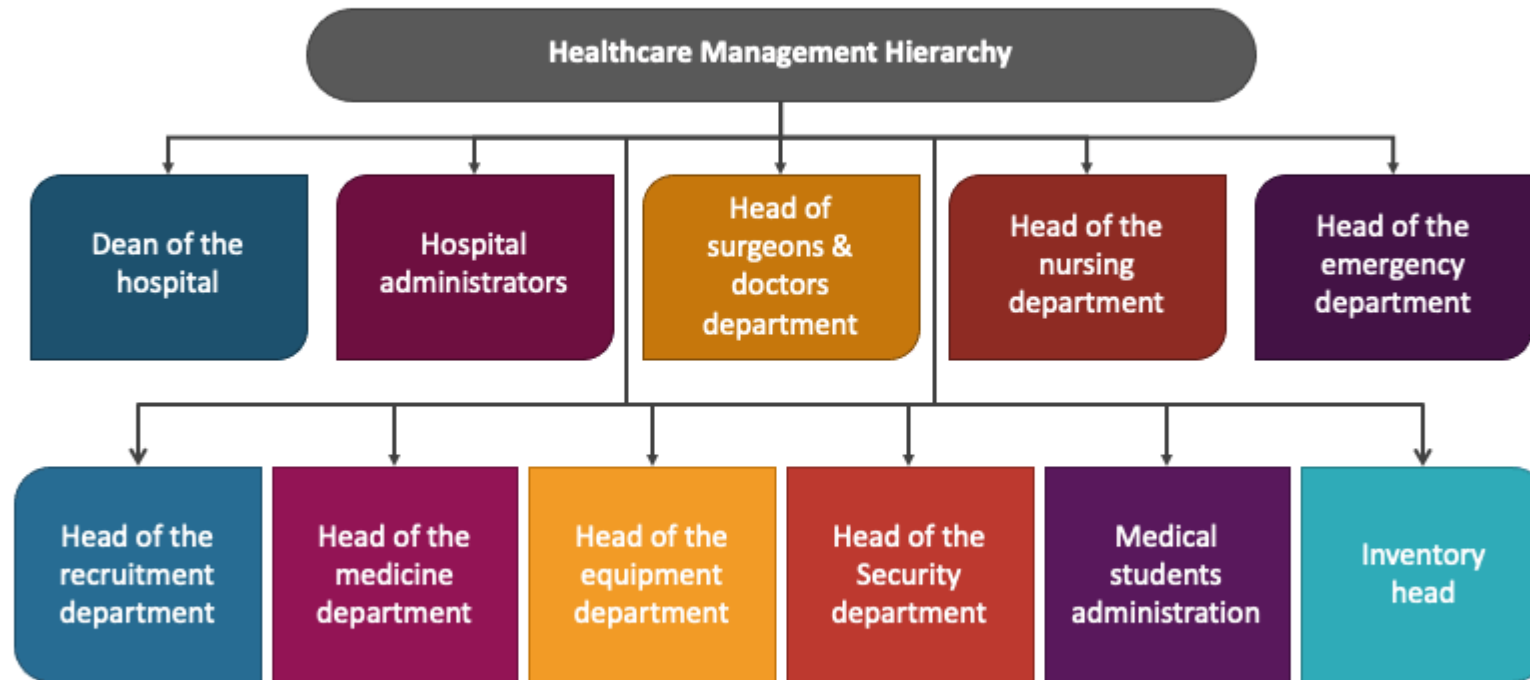 Healthcare Management Hierarchy
Dean of the
hospital
Hospital
administrators
Head of
surgeons &
doctors
department
Head of the
nursing
department
Head of the
emergency
department
Head of the
recruitment
department
Head of the
medicine
department
Head of the
equipment
department
Head of the
Security
department
Medical
students
administration
Inventory
head